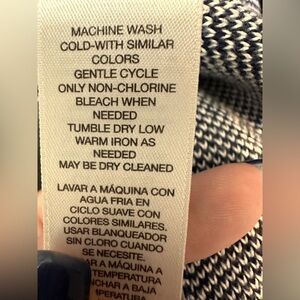 MACHINE WASH
COLD-WITH SIMILAR
COLORS
GENTLE CYCLE
ONLY NON-CHLORINE
BLEACH WHEN
NEEDED
TUMBLE DRY LOW
WARM IRON AS
NEEDED
MAY BE DRY CLEANED
LAVAR A MÁQUINA CON
AGUA FRIA EN
CICLO SUAVE CON
COLORES SIMILARES.
USAR BLANQUEADOR
SIN CLORO CUANDO
SE NECESITE.
A MÁQUINA A
A BAJA